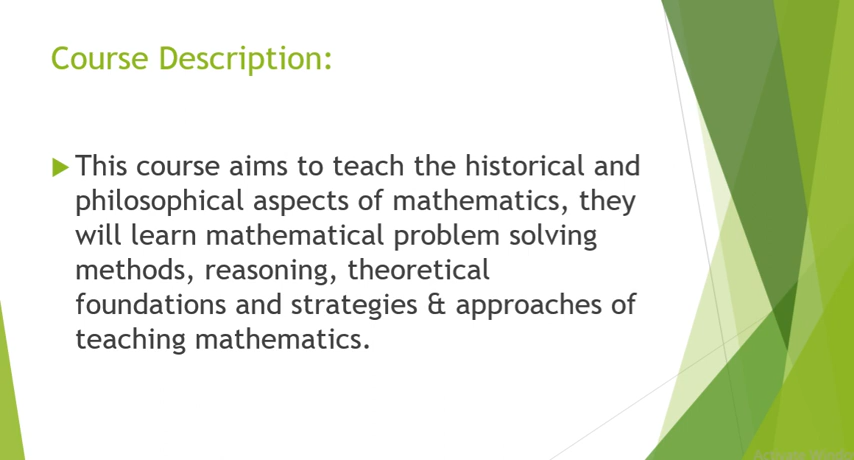 Course Description:
This course aims to teach the historical and
philosophical aspects of mathematics, they
will learn mathematical problem solving
methods, reasoning, theoretical
foundations and strategies & approaches of
teaching mathematics.